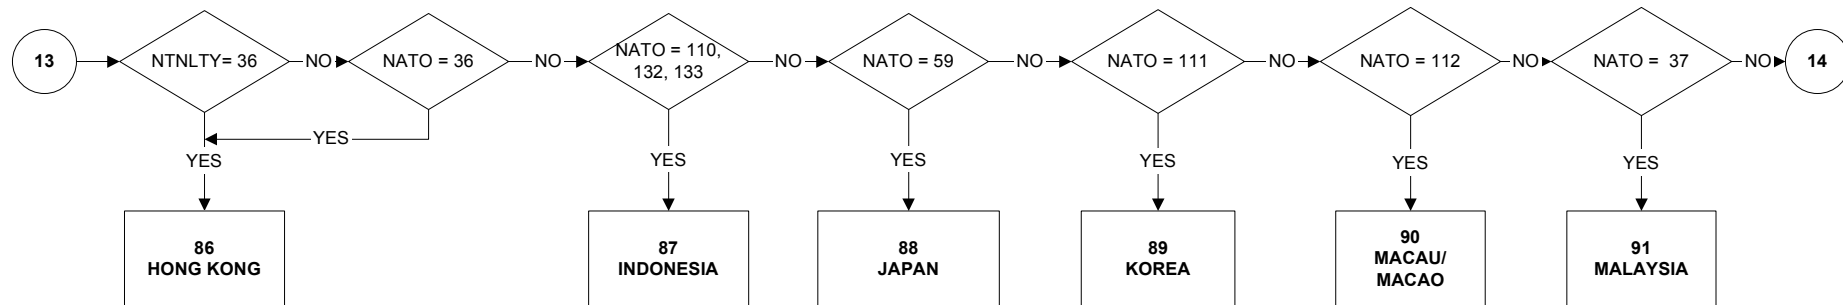 13
NTNLTY= 36
NO
NATO = 36
NO
NATO = 110,
132, 133
NO
NATO = 59
NO
NATO = 111
NO
NATO = 112
NO
NATO =  37
NO
14
YES
YES
YES
YES
YES
YES
YES
86
HONG KONG
87
INDONESIA
88
JAPAN
89
KOREA
90
MACAU/
MACAO
91
MALAYSIA